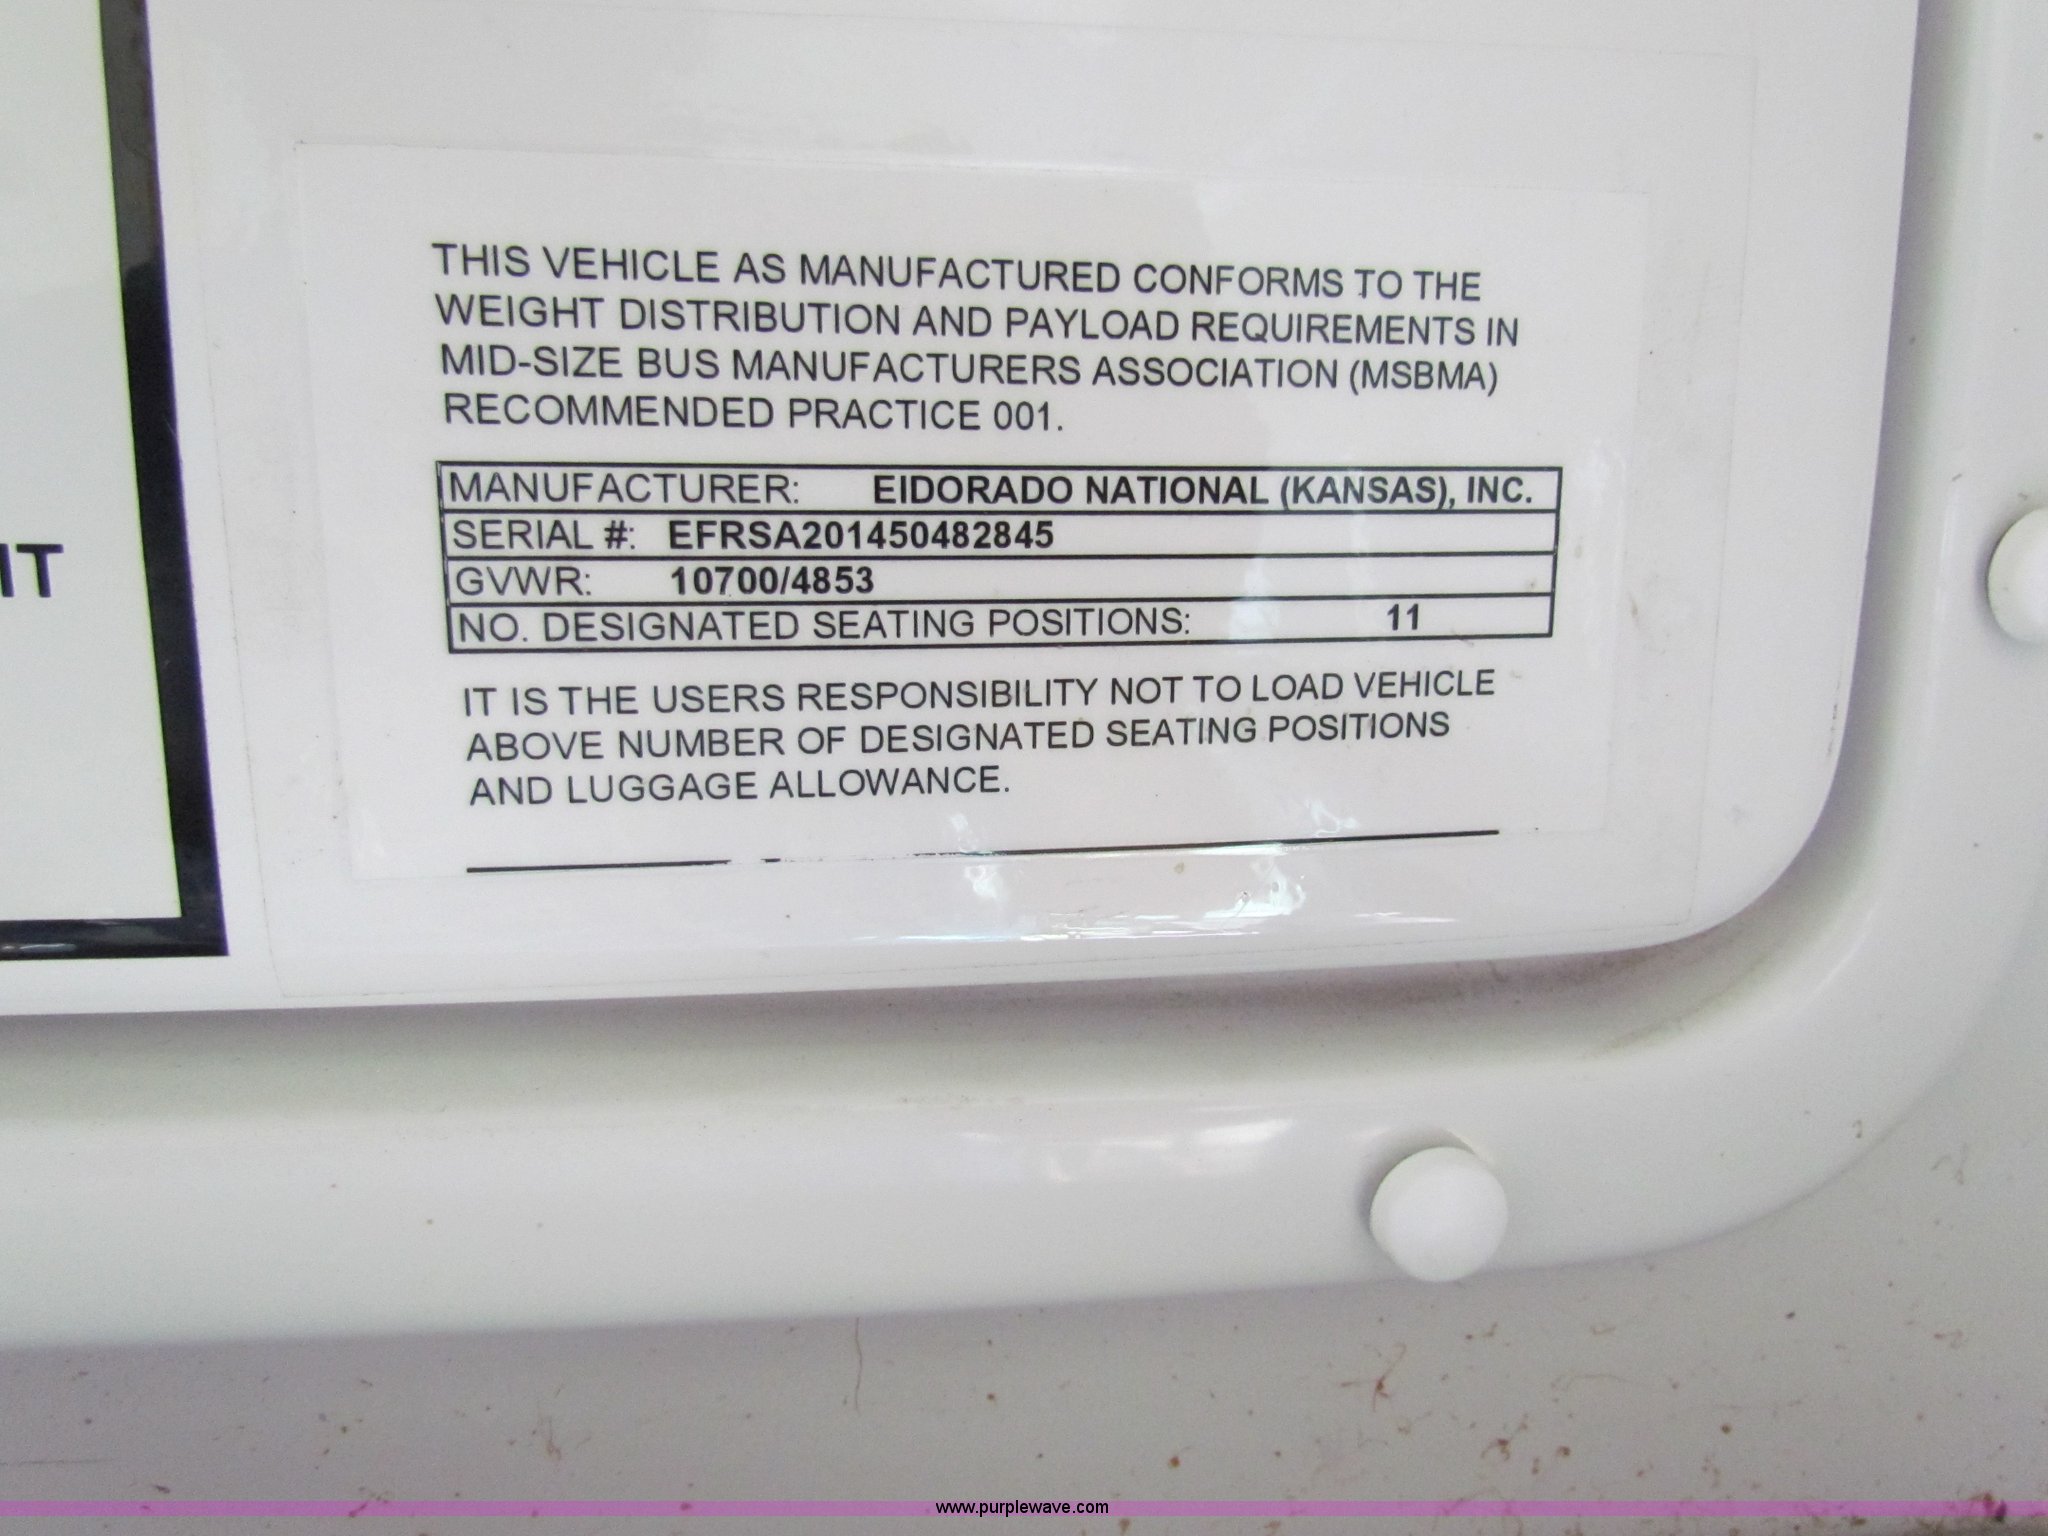 THIS VEHICLE AS MANUFACTURED CONFORMS TO THE
WEIGHT DISTRIBUTION AND PAYLOAD REQUIREMENTS IN
MID-SIZE BUS MANUFACTURERS ASSOCIATION (MSBMA)
RECOMMENDED PRACTICE 001.
MANUFACTURER: EIDORADO NATIONAL (KANSAS), INC.
SERIAL #: EFRSA201450482845
GVWR: 10700/4853
NO. DESIGNATED SEATING POSITIONS: 11
IT IS THE USERS RESPONSIBILITY NOT TO LOAD VEHICLE
ABOVE NUMBER OF DESIGNATED SEATING POSITIONS
AND LUGGAGE ALLOWANCE.
IT
www.purplewave.com